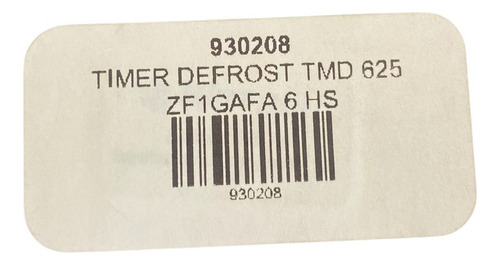 930208
TIMER DEFROST TMD 625
ZF1GAFA 6 HS
930208